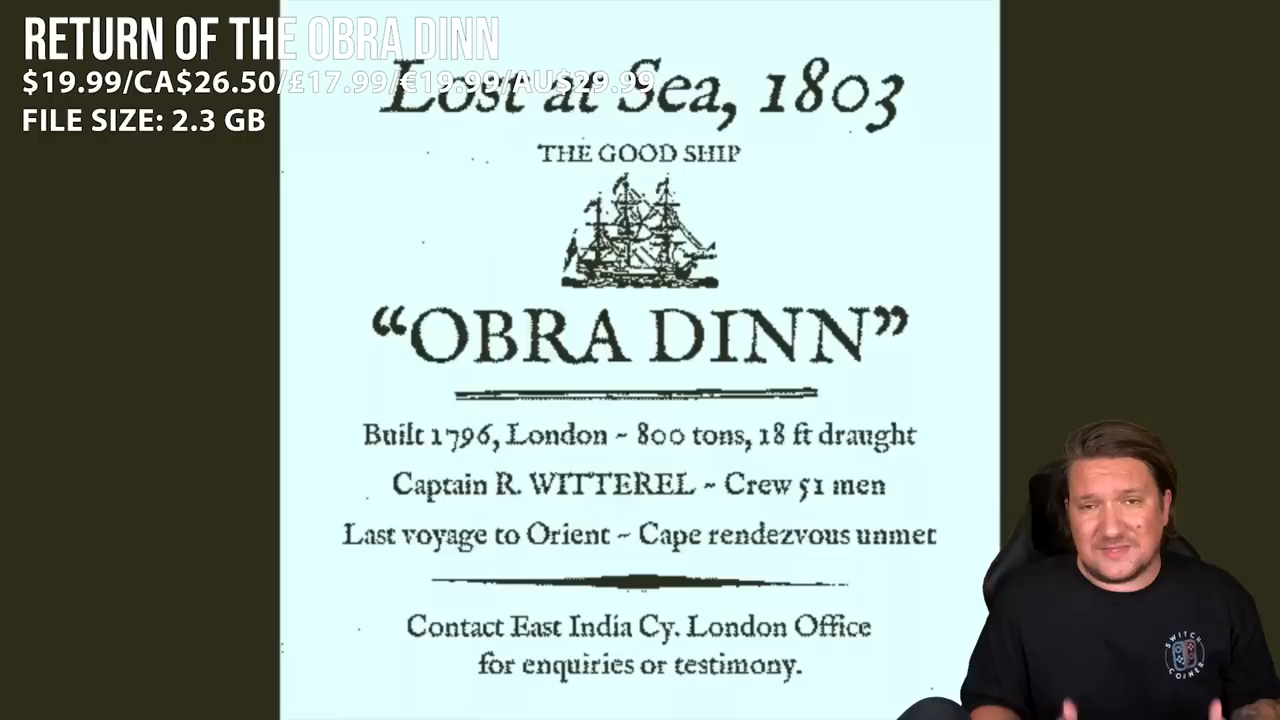 RETURN OF THE OBRA DINN
$19.99/CA$26.50/£17.99/€19.99/AU$29.99
FILE SIZE: 2.3 GB
Lost at Sea, 1803
THE GOOD SHIP
“OBRA DINN”
Built 1796, London ~ 800 tons, 18 ft draught
Captain R. WITTEREL ~ Crew 51 men
Last voyage to Orient ~ Cape rendezvous unmet
Contact East India Cy. London Office
for enquiries or testimony.
SWITCH
CORNER